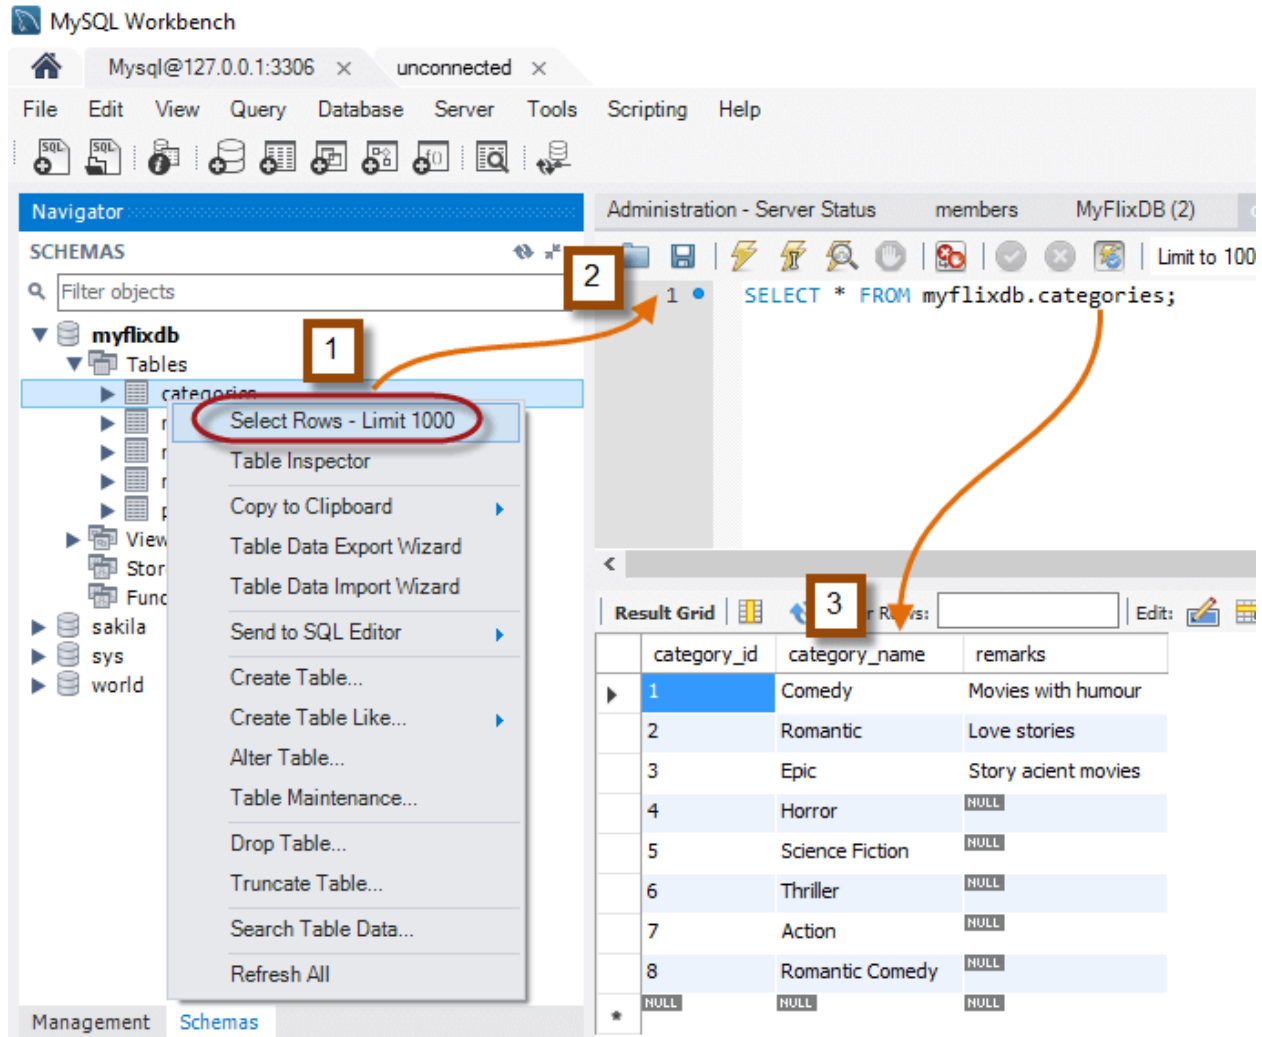 MySQL Workbench
Mysql@127.0.0.1:3306
unconnected
File Edit View Query Database Server Tools Scripting Help
Navigator
SCHEMAS
Filter objects
myflixdb
Tables
categories
sakila
sys
world
1
Select Rows - Limit 1000
Table Inspector
Copy to Clipboard
Table Data Export Wizard
Table Data Import Wizard
Send to SQL Editor
Create Table...
Create Table Like...
Alter Table...
Table Maintenance...
Drop Table...
Truncate Table...
Search Table Data...
Refresh All
Management Schemas
Administration - Server Status members MyFlixDB (2)
Limit to 100
2
1 SELECT * FROM myflixdb.categories;
3
Result Grid Edit:
category_id category_name remarks
1 Comedy Movies with humour
2 Romantic Love stories
3 Epic Story acient movies
4 Horror NULL
5 Science Fiction NULL
6 Thriller NULL
7 Action NULL
8 Romantic Comedy NULL
* NULL NULL NULL